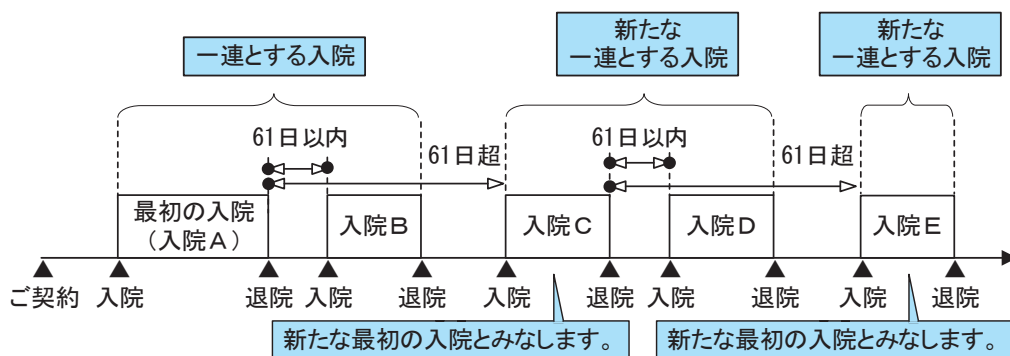 一連とする入院
新たな
一連とする入院
新たな
一連とする入院
61日以内
61日超
61日以内
61日超
最初の入院
（入院Ａ）
入院Ｂ
入院Ｃ
入院Ｄ
入院Ｅ
ご契約 入院 退院 入院 退院 入院 退院 入院 退院 入院 退院
新たな最初の入院とみなします。
新たな最初の入院とみなします。